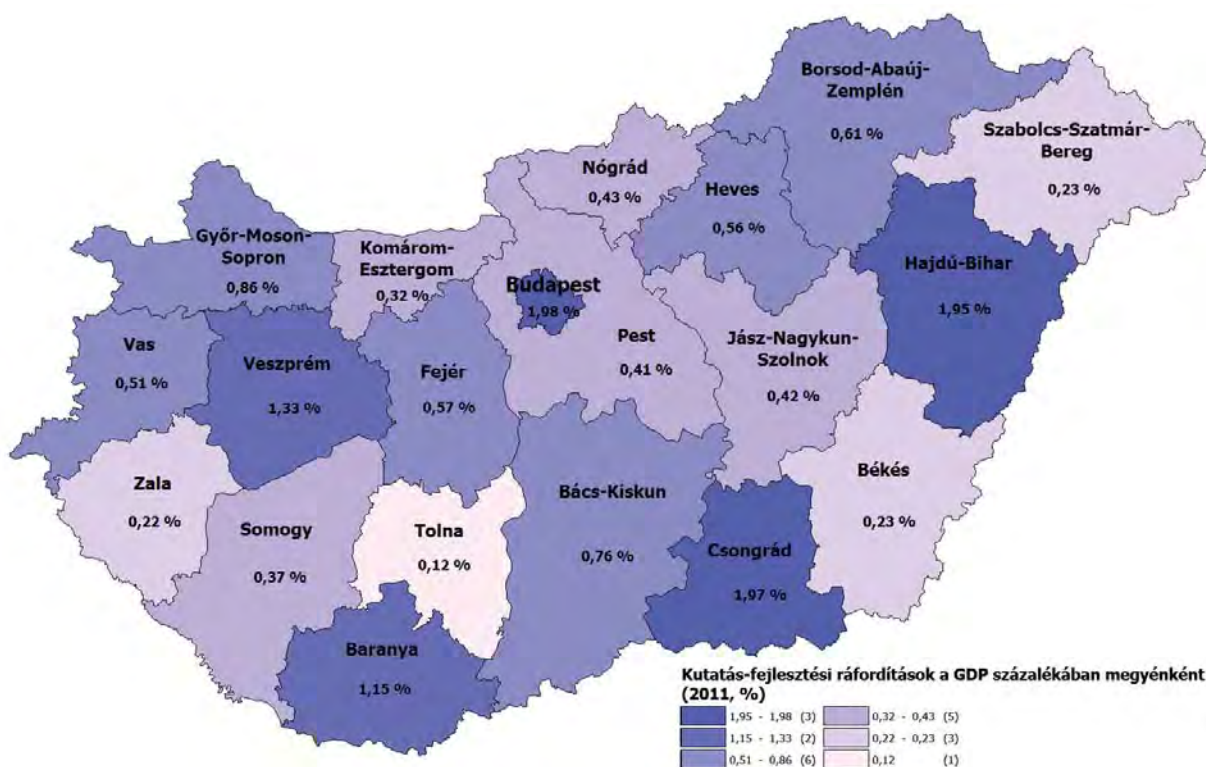 Borsod-Abaúj-
Zemplén
0,61 %
Szabolcs-Szatmár-
Bereg
0,23 %
Nógrád
0,43 %
Heves
0,56 %
Győr-Moson-
Sopron
0,86 %
Komárom-
Esztergom
0,32 %
Hajdú-Bihar
1,95 %
Budapest
1,98 %
Pest
0,41 %
Jász-Nagykun-
Szolnok
0,42 %
Vas
0,51 %
Veszprém
1,33 %
Fejér
0,57 %
Zala
0,22 %
Somogy
0,37 %
Tolna
0,12 %
Bács-Kiskun
0,76 %
Békés
0,23 %
Csongrád
1,97 %
Baranya
1,15 %
Kutatás-fejlesztési ráfordítások a GDP százalékában megyénként
(2011, %)
1,95 - 1,98 (3)
1,15 - 1,33 (2)
0,51 - 0,86 (6)
0,32 - 0,43 (5)
0,22 - 0,23 (3)
0,12 (1)